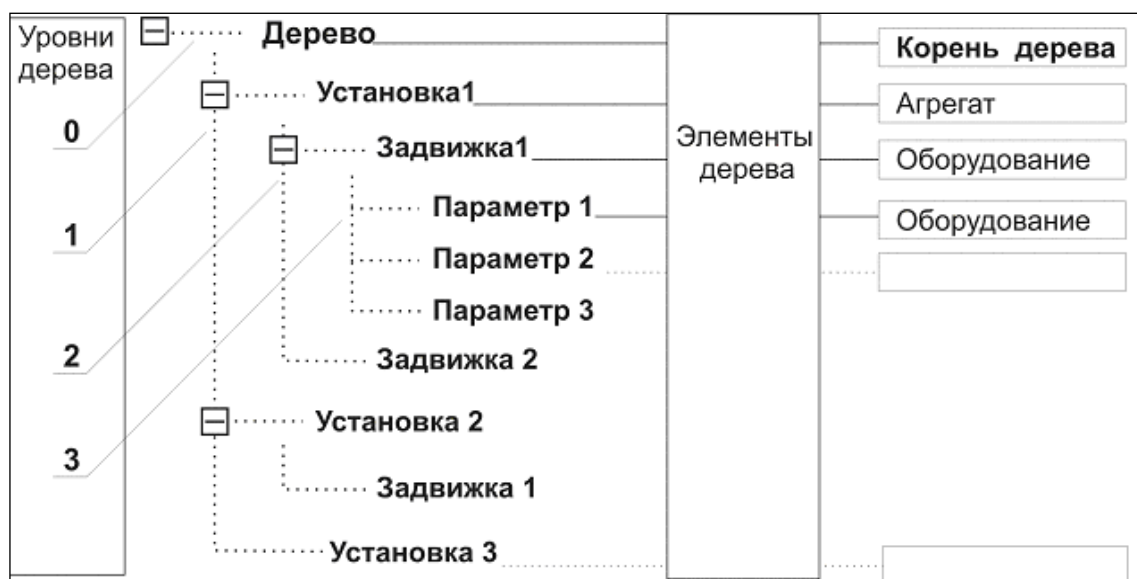 Уровни
дерева
0
1
2
3
Дерево
Установка1
Задвижка1
Параметр 1
Параметр 2
Параметр 3
Задвижка 2
Установка 2
Задвижка 1
Установка 3
Элементы
дерева
Корень дерева
Агрегат
Оборудование
Оборудование